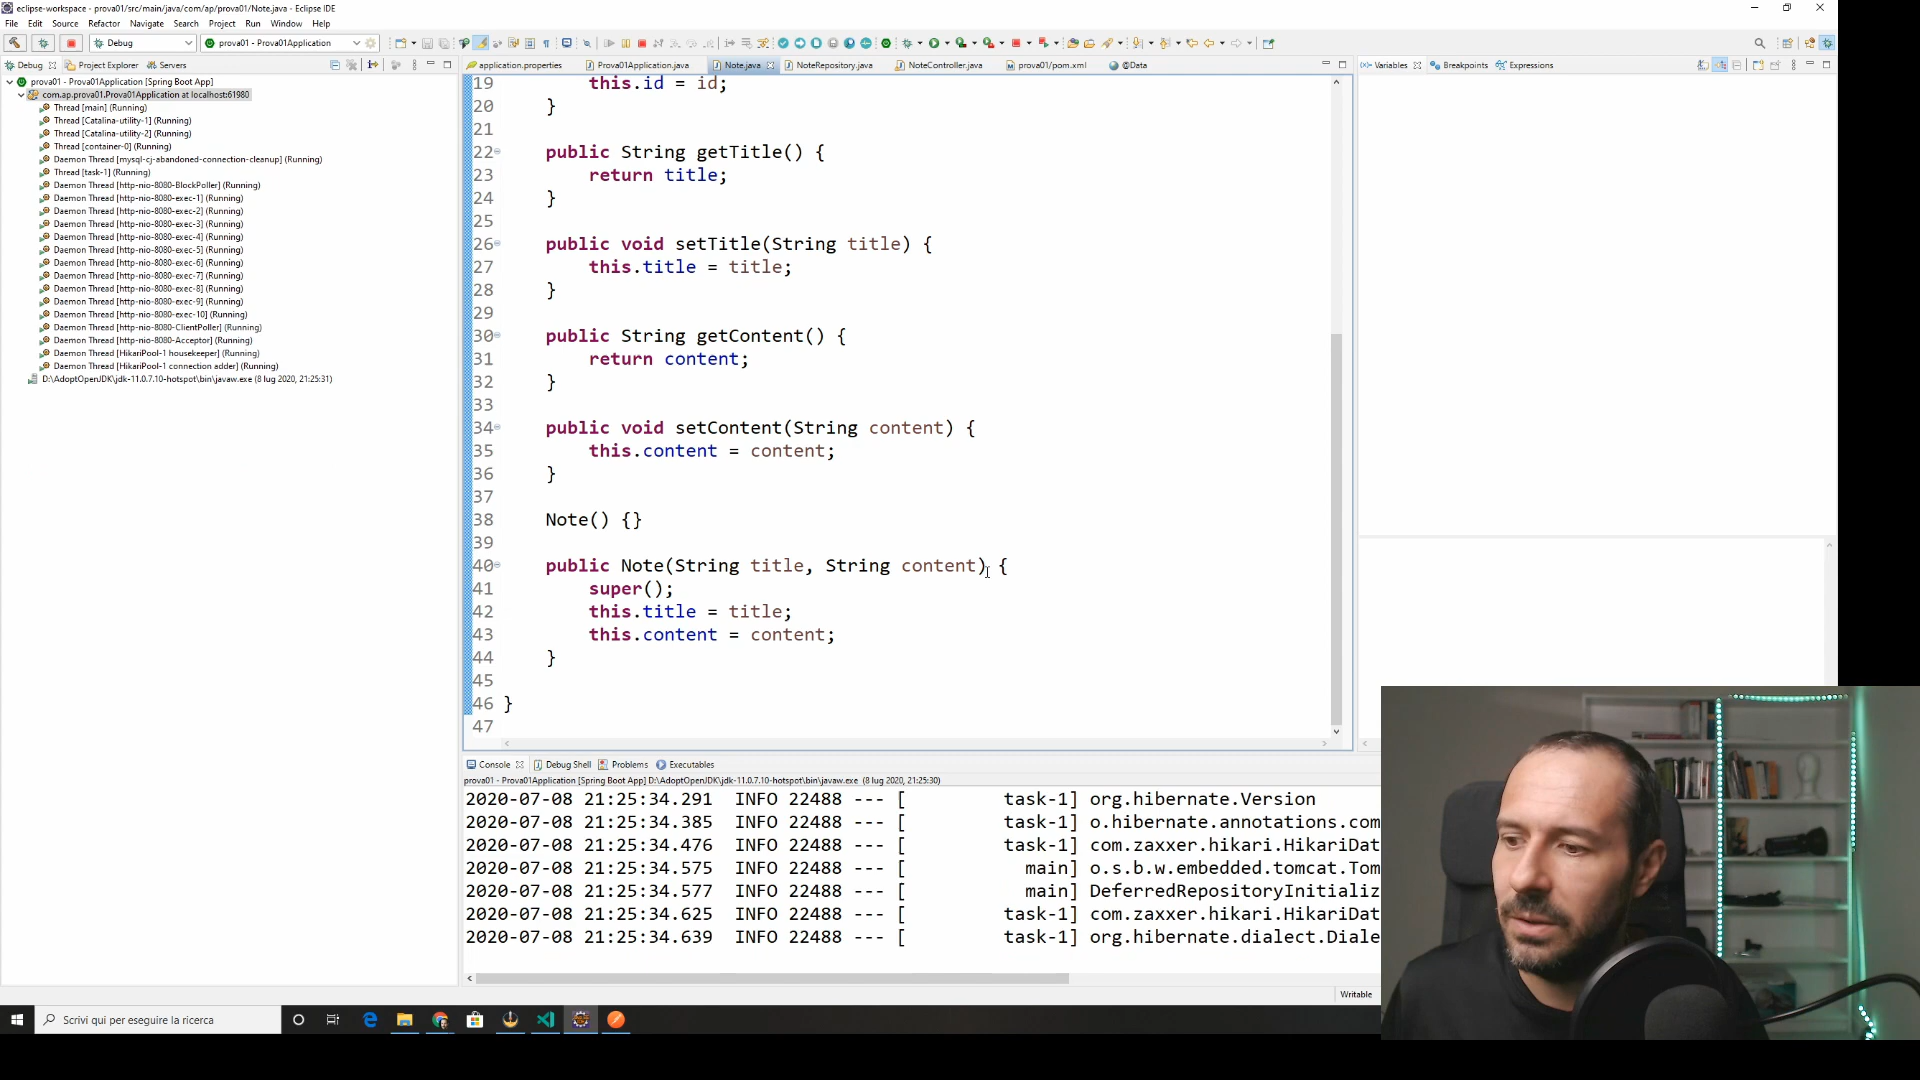 eclipse-workspace - prova01/src/main/java/com/ap/prova01/Note.java - Eclipse IDE
File Edit Source Refactor Navigate Search Project Run Window Help
Debug prova01 - Prova01Application
Debug Project Explorer Servers
prova01 - Prova01Application [Spring Boot App]
com.ap.prova01.Prova01Application at localhost:61980
Thread [main] (Running)
Thread [Catalina-utility-1] (Running)
Thread [Catalina-utility-2] (Running)
Thread [container-0] (Running)
Daemon Thread [mysql-cj-abandoned-connection-cleanup] (Running)
Thread [task-1] (Running)
Daemon Thread [http-nio-8080-BlockPoller] (Running)
Daemon Thread [http-nio-8080-exec-1] (Running)
Daemon Thread [http-nio-8080-exec-2] (Running)
Daemon Thread [http-nio-8080-exec-3] (Running)
Daemon Thread [http-nio-8080-exec-4] (Running)
Daemon Thread [http-nio-8080-exec-5] (Running)
Daemon Thread [http-nio-8080-exec-6] (Running)
Daemon Thread [http-nio-8080-exec-7] (Running)
Daemon Thread [http-nio-8080-exec-8] (Running)
Daemon Thread [http-nio-8080-exec-9] (Running)
Daemon Thread [http-nio-8080-exec-10] (Running)
Daemon Thread [http-nio-8080-ClientPoller] (Running)
Daemon Thread [http-nio-8080-Acceptor] (Running)
Daemon Thread [HikariPool-1 housekeeper] (Running)
Daemon Thread [HikariPool-1 connection adder] (Running)
D:\AdoptOpenJDK\jdk-11.0.7.10-hotspot\bin\javaw.exe (8 lug 2020, 21:25:31)
application.properties Prova01Application.java Note.java NoteRepository.java NoteController.java prova01/pom.xml @Data
19 this.id = id;
20 }
21
22 public String getTitle() {
23 return title;
24 }
25
26 public void setTitle(String title) {
27 this.title = title;
28 }
29
30 public String getContent() {
31 return content;
32 }
33
34 public void setContent(String content) {
35 this.content = content;
36 }
37
38 Note() {}
39
40 public Note(String title, String content) {
41 super();
42 this.title = title;
43 this.content = content;
44 }
45
46 }
47
Variables Breakpoints Expressions
Console Debug Shell Problems Executables
prova01 - Prova01Application [Spring Boot App] D:\AdoptOpenJDK\jdk-11.0.7.10-hotspot\bin\javaw.exe (8 lug 2020, 21:25:30)
2020-07-08 21:25:34.291 INFO 22488 --- [ task-1] org.hibernate.Version
2020-07-08 21:25:34.385 INFO 22488 --- [ task-1] o.hibernate.annotations.com
2020-07-08 21:25:34.476 INFO 22488 --- [ task-1] com.zaxxer.hikari.HikariDat
2020-07-08 21:25:34.575 INFO 22488 --- [ main] o.s.b.w.embedded.tomcat.Tom
2020-07-08 21:25:34.577 INFO 22488 --- [ main] DeferredRepositoryInitializ
2020-07-08 21:25:34.625 INFO 22488 --- [ task-1] com.zaxxer.hikari.HikariDat
2020-07-08 21:25:34.639 INFO 22488 --- [ task-1] org.hibernate.dialect.Diale
Writable
Scrivi qui per eseguire la ricerca